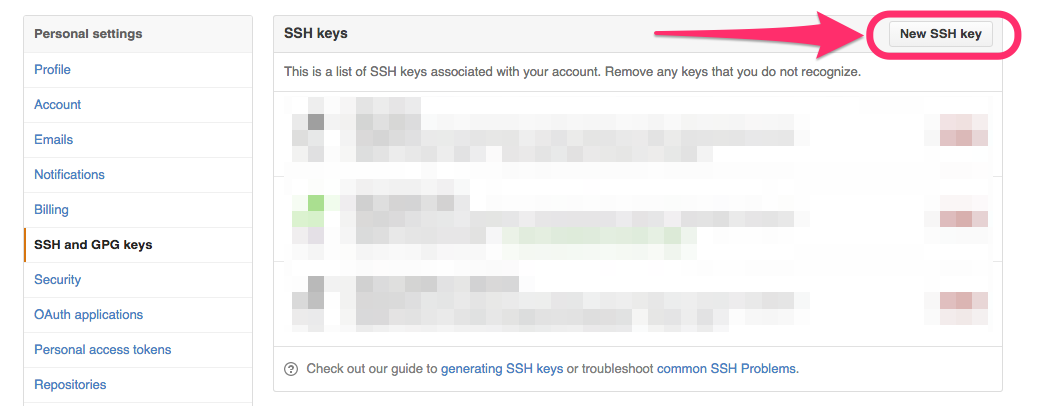 Personal settings
Profile
Account
Emails
Notifications
Billing
SSH and GPG keys
Security
OAuth applications
Personal access tokens
Repositories
SSH keys
New SSH key
This is a list of SSH keys associated with your account. Remove any keys that you do not recognize.
Check out our guide to generating SSH keys or troubleshoot common SSH Problems.